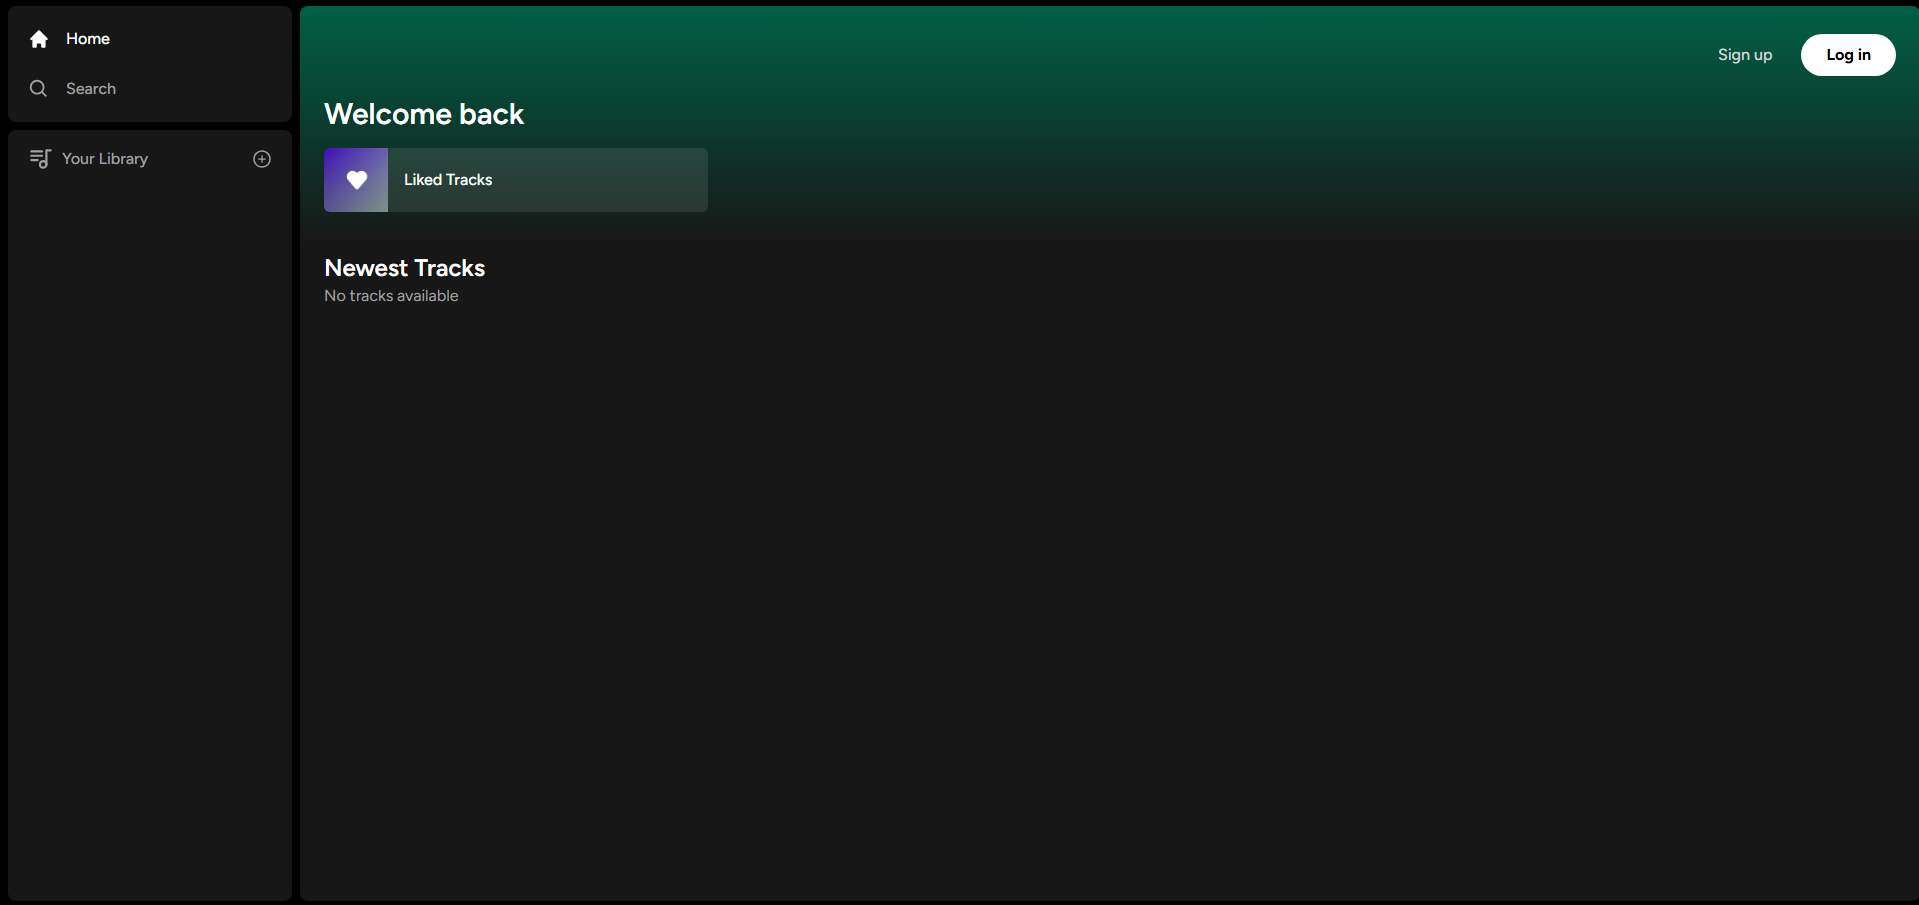 Home
Search
Your Library
Sign up
Log in
Welcome back
Liked Tracks
Newest Tracks
No tracks available